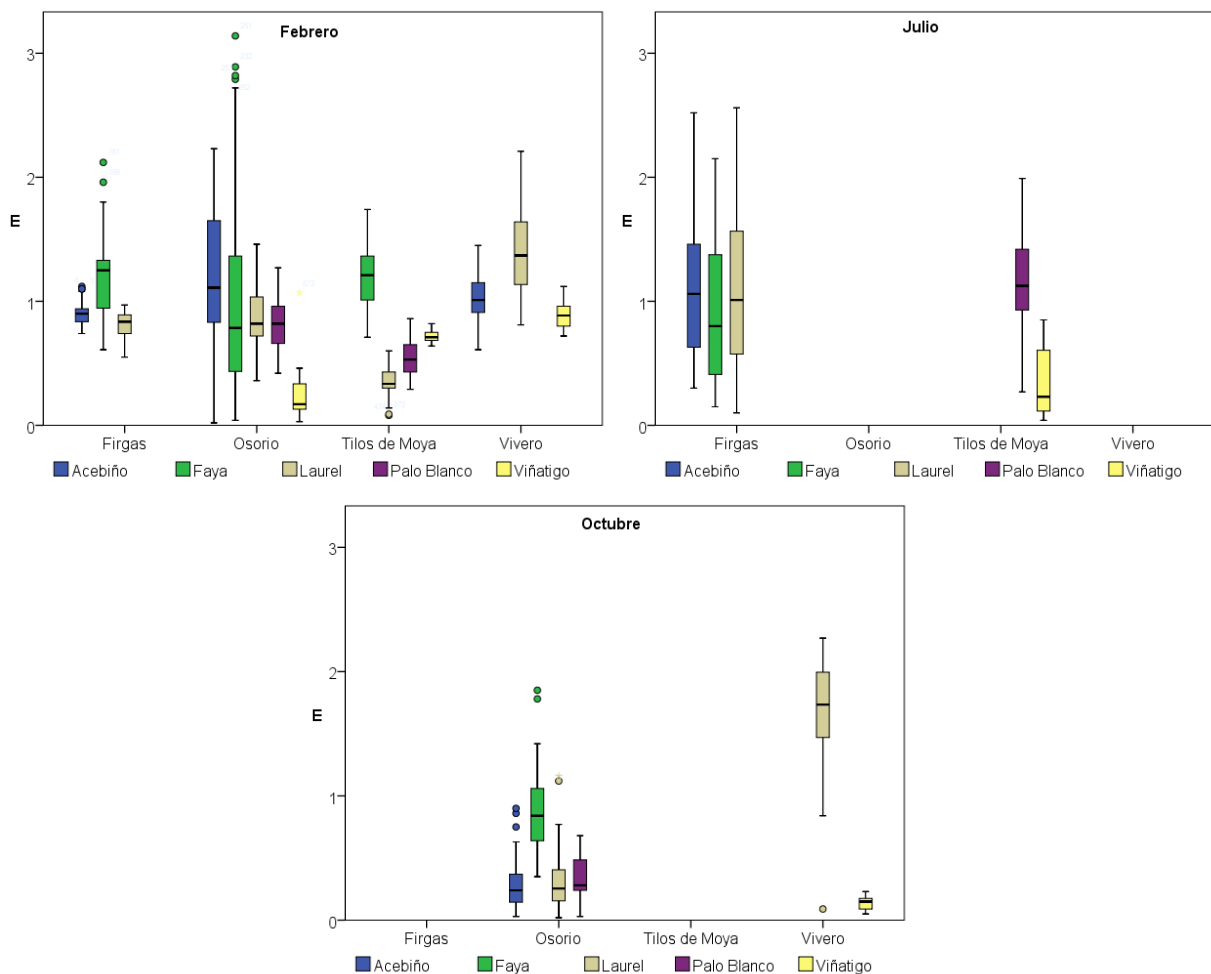 Febrero
3
2
E
1
0
Firgas Osorio Tilos de Moya Vivero
Acebiño Faya Laurel Palo Blanco Viñatigo
Julio
3
2
E
1
0
Firgas Osorio Tilos de Moya Vivero
Acebiño Faya Laurel Palo Blanco Viñatigo
Octubre
3
2
E
1
0
Firgas Osorio Tilos de Moya Vivero
Acebiño Faya Laurel Palo Blanco Viñatigo